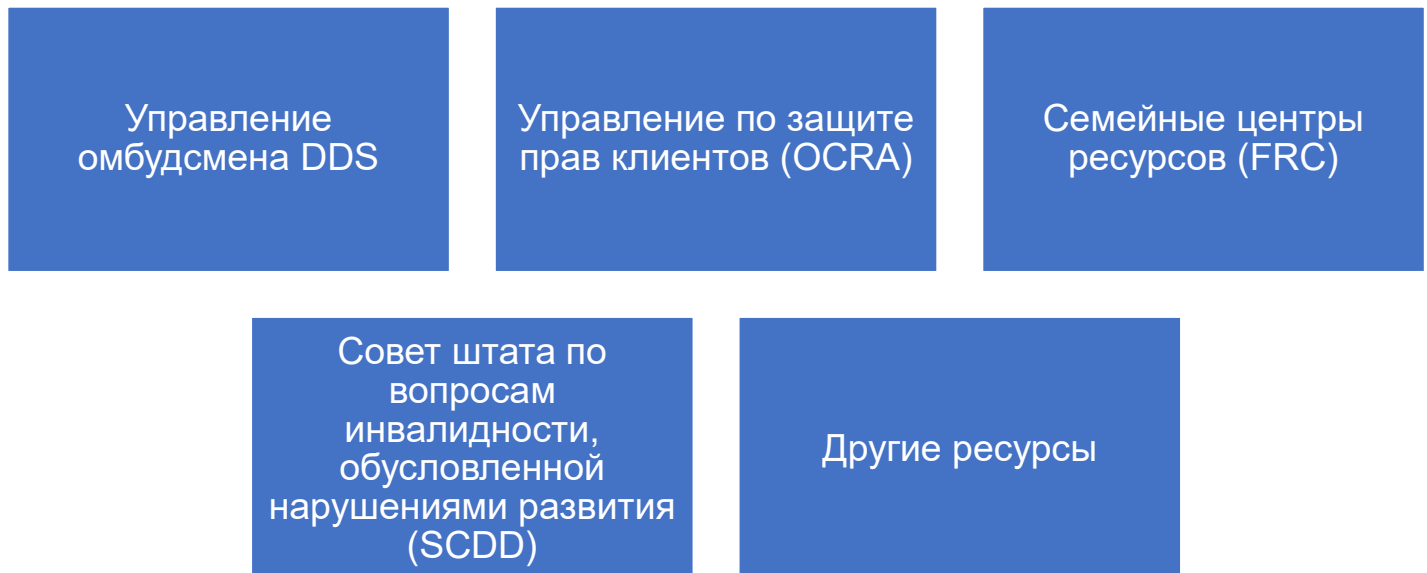 Управление
омбудсмена DDS
Управление по защите
прав клиентов (OCRA)
Семейные центры
ресурсов (FRC)
Совет штата по
вопросам
инвалидности,
обусловленной
нарушениями развития
(SCDD)
Другие ресурсы